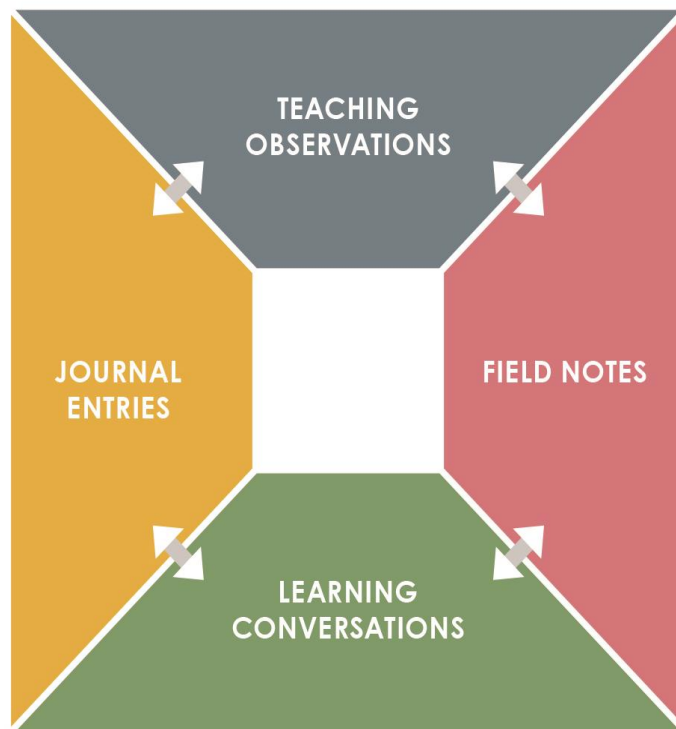 TEACHING
OBSERVATIONS
JOURNAL
ENTRIES
FIELD NOTES
LEARNING
CONVERSATIONS